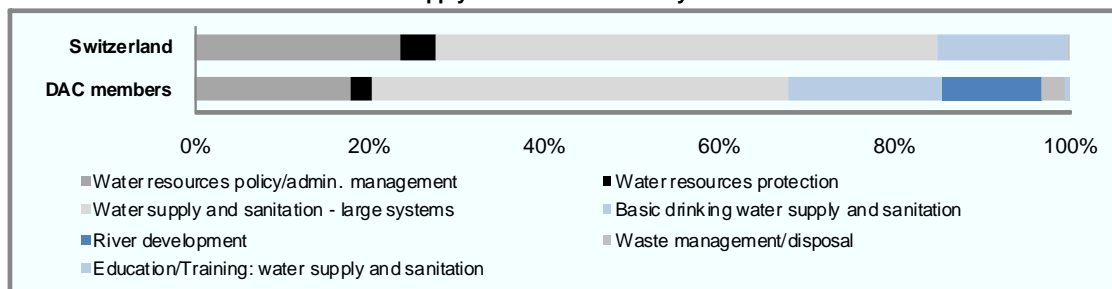 Switzerland
DAC members
0% 20% 40% 60% 80% 100%
Water resources policy/admin. management
Water resources protection
Water supply and sanitation - large systems
Basic drinking water supply and sanitation
River development
Waste management/disposal
Education/Training: water supply and sanitation